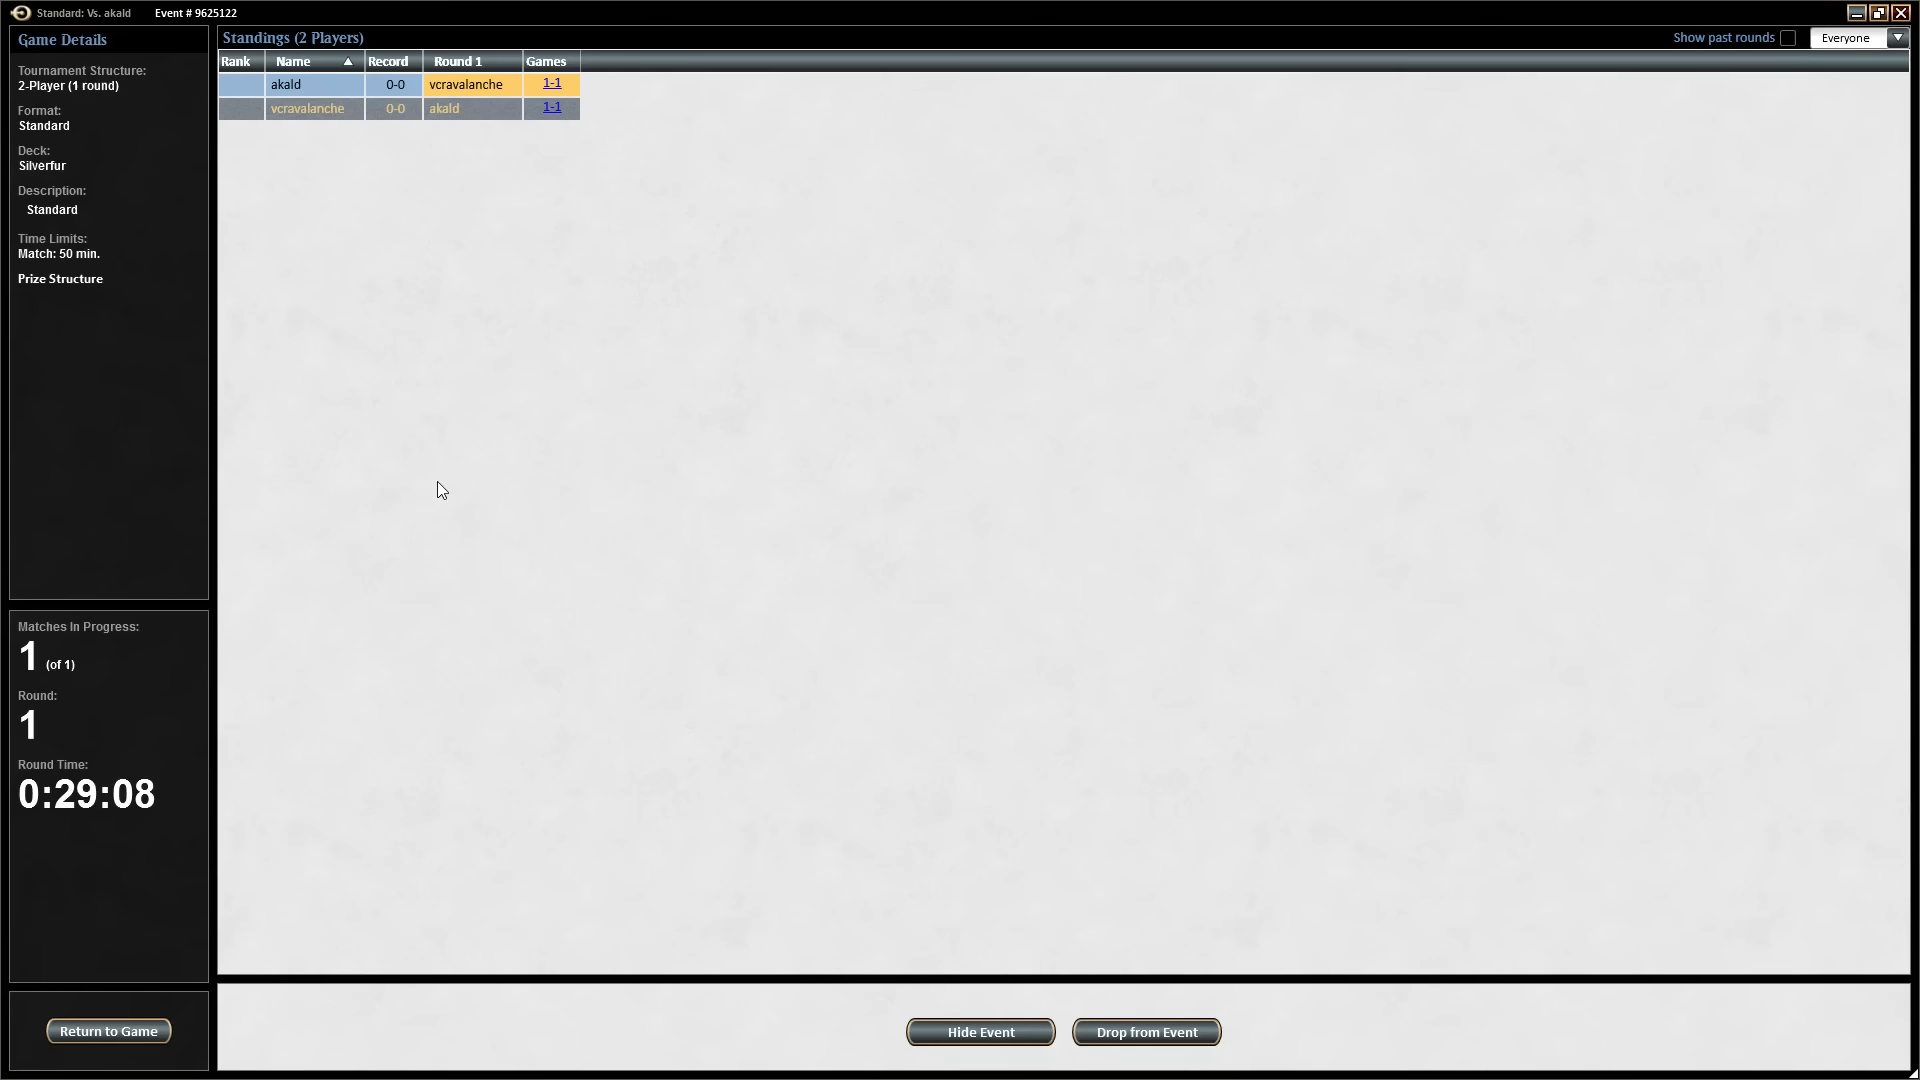 Standard: Vs. akald Event # 9625122
Game Details
Tournament Structure:
2-Player (1 round)
Format:
Standard
Deck:
Silverfur
Description:
Standard
Time Limits:
Match: 50 min.
Prize Structure
Matches In Progress:
1 (of 1)
Round:
1
Round Time:
0:29:08
Return to Game
Standings (2 Players)
Show past rounds
Everyone
Rank Name Record Round 1 Games
akald 0-0 vcravalanche 1-1
vcravalanche 0-0 akald 1-1
Hide Event
Drop from Event